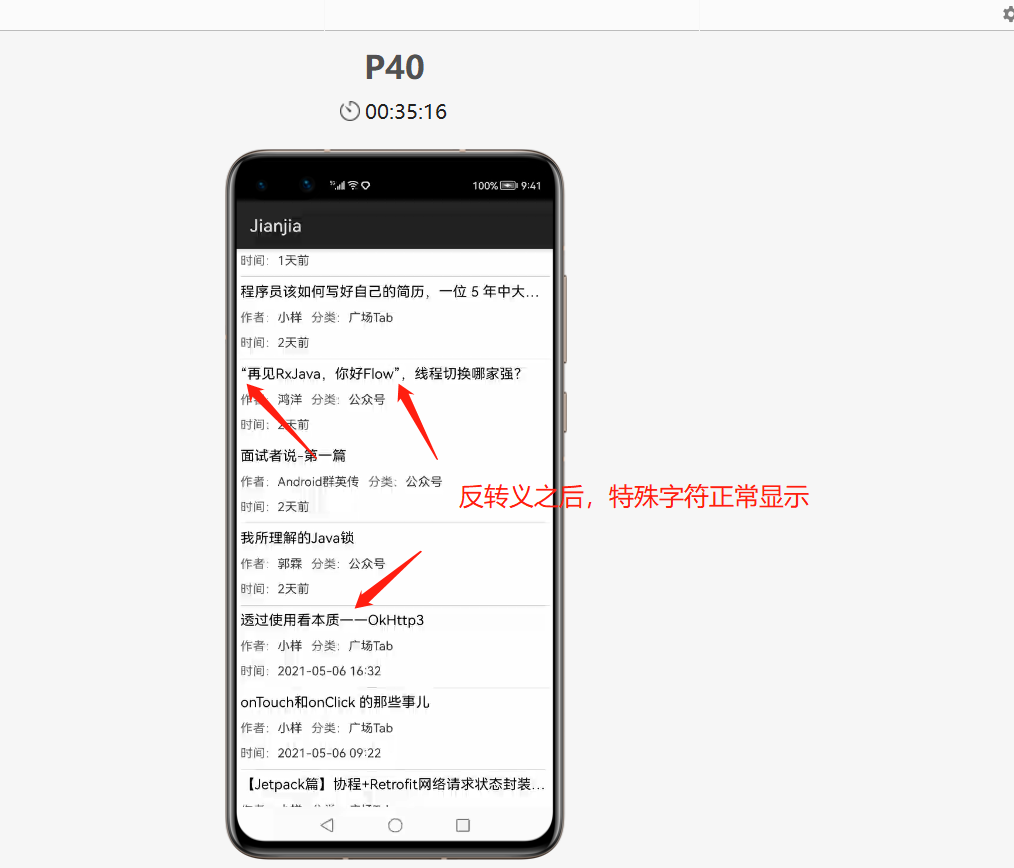 P40
00:35:16
100% 9:41
Jianjia
时间: 1天前
程序员该如何写好自己的简历，一位 5 年中大...
作者: 小样 分类: 广场Tab
时间: 2天前
“再见RxJava，你好Flow”，线程切换哪家强？
作者: 鸿洋 分类: 公众号
时间: 2天前
面试者说-第一篇
作者: Android群英传 分类: 公众号
时间: 2天前
反转义之后，特殊字符正常显示
我所理解的Java锁
作者: 郭霖 分类: 公众号
时间: 2天前
透过使用看本质一一OkHttp3
作者: 小样 分类: 广场Tab
时间: 2021-05-06 16:32
onTouch和onClick 的那些事儿
作者: 小样 分类: 广场Tab
时间: 2021-05-06 09:22
【Jetpack篇】协程+Retrofit网络请求状态封装...